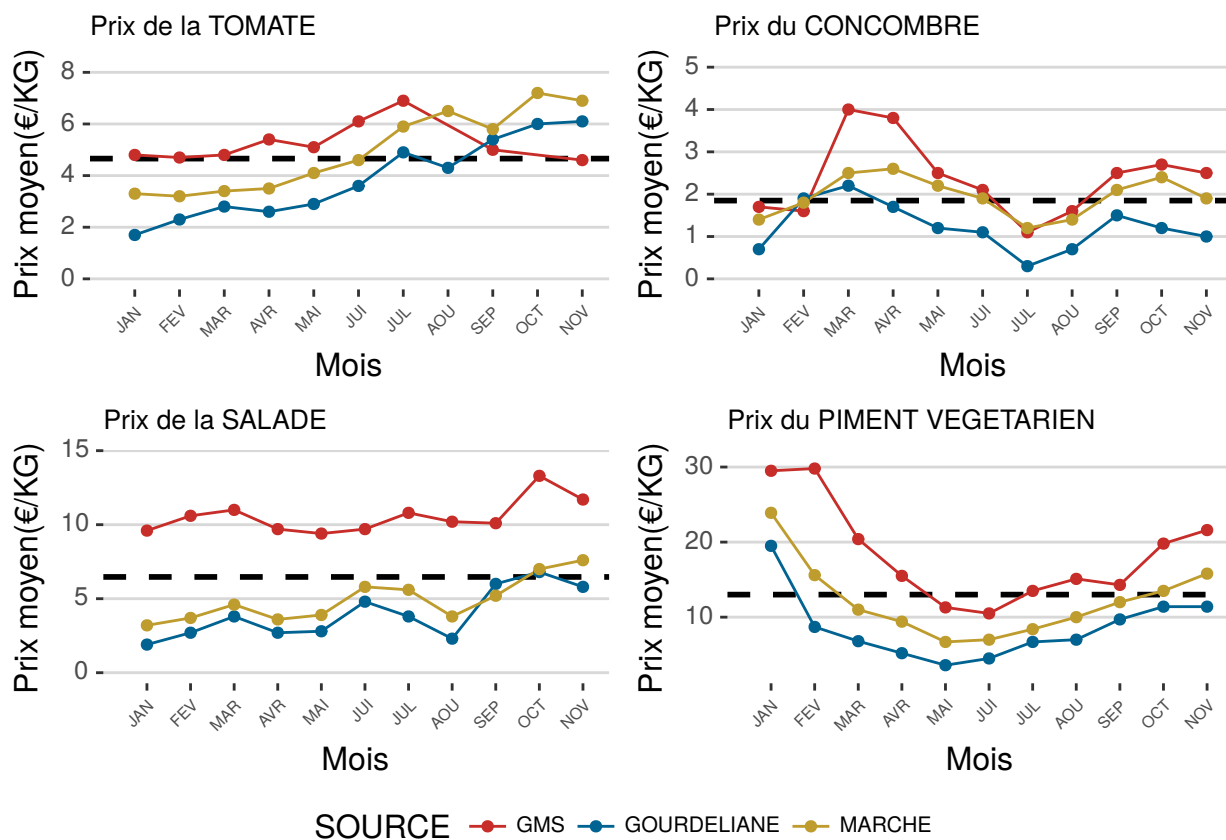 Prix de la TOMATE
Prix moyen(€/KG)
8
6
4
2
0
JAN FEV MAR AVR MAI JUI JUL AOU SEP OCT NOV
Mois
Prix du CONCOMBRE
Prix moyen(€/KG)
5
4
3
2
1
0
JAN FEV MAR AVR MAI JUI JUL AOU SEP OCT NOV
Mois
Prix de la SALADE
Prix moyen(€/KG)
15
10
5
0
JAN FEV MAR AVR MAI JUI JUL AOU SEP OCT NOV
Mois
Prix du PIMENT VEGETARIEN
Prix moyen(€/KG)
30
20
10
JAN FEV MAR AVR MAI JUI JUL AOU SEP OCT NOV
Mois
SOURCE GMS GOURDELIANE MARCHE